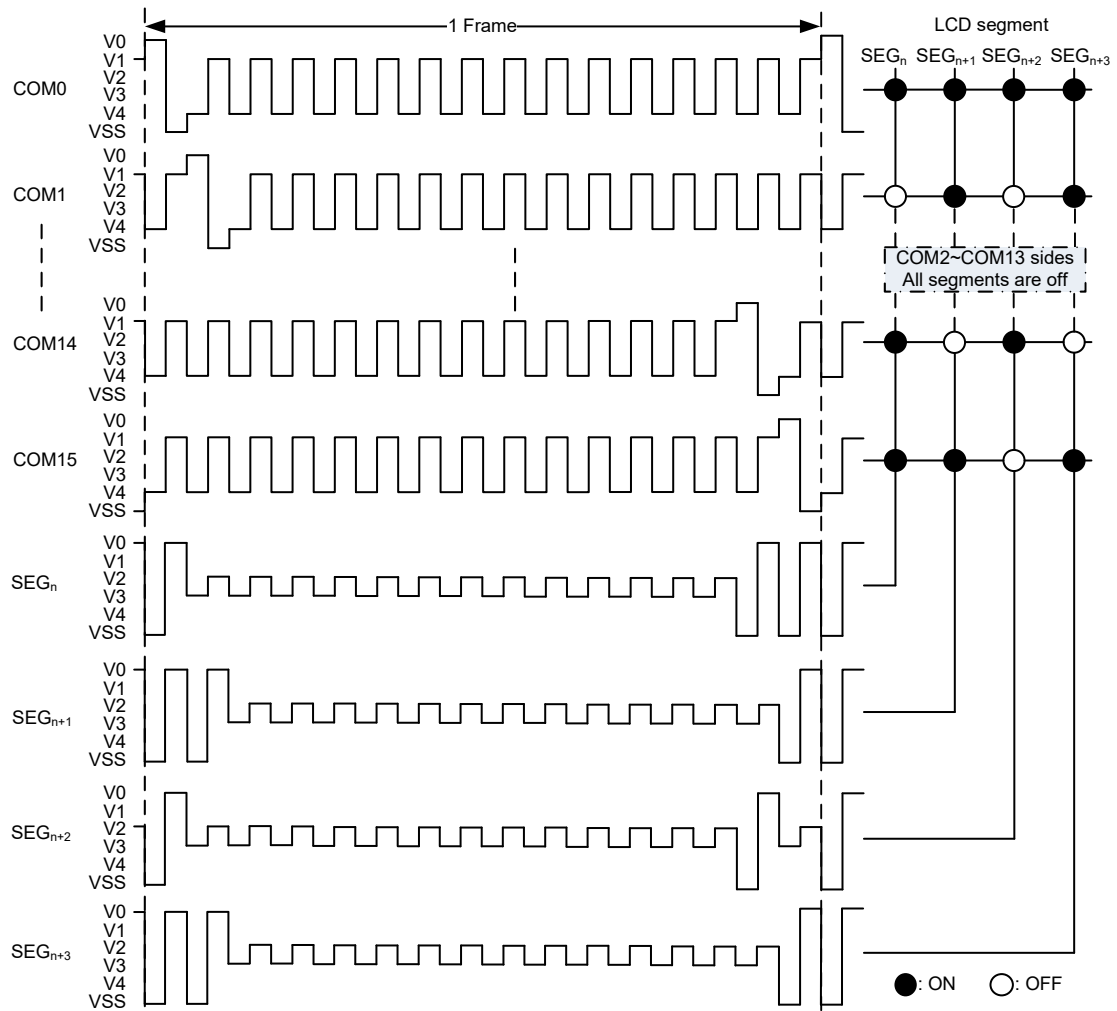 1 Frame
LCD segment
SEGn SEGn+1 SEGn+2 SEGn+3
COM0
V0
V1
V2
V3
V4
VSS
COM1
V0
V1
V2
V3
V4
VSS
COM2~COM13 sides
All segments are off
COM14
V0
V1
V2
V3
V4
VSS
COM15
V0
V1
V2
V3
V4
VSS
SEGn
V0
V1
V2
V3
V4
VSS
SEGn+1
V0
V1
V2
V3
V4
VSS
SEGn+2
V0
V1
V2
V3
V4
VSS
SEGn+3
V0
V1
V2
V3
V4
VSS
: ON : OFF